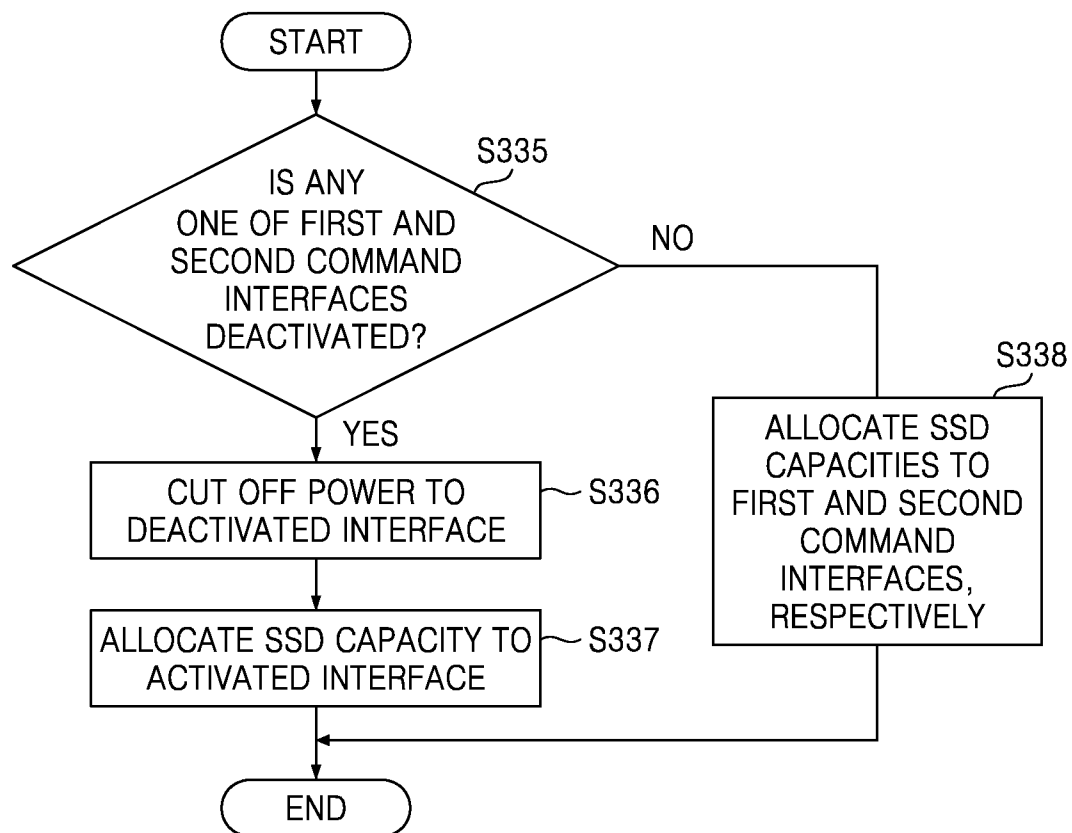 START
S335
IS ANY
ONE OF FIRST AND
SECOND COMMAND
INTERFACES
DEACTIVATED?
NO
YES
CUT OFF POWER TO
DEACTIVATED INTERFACE
S336
ALLOCATE SSD CAPACITY TO
ACTIVATED INTERFACE
S337
S338
ALLOCATE SSD
CAPACITIES TO
FIRST AND SECOND
COMMAND
INTERFACES,
RESPECTIVELY
END